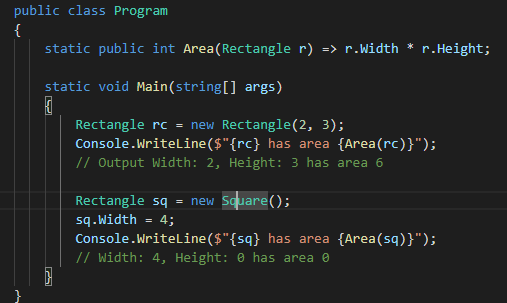 public class Program
{
static public int Area(Rectangle r) => r.Width * r.Height;
static void Main(string[] args)
{
Rectangle rc = new Rectangle(2, 3);
Console.WriteLine($"{rc} has area {Area(rc)}");
// Output Width: 2, Height: 3 has area 6
Rectangle sq = new Square();
sq.Width = 4;
Console.WriteLine($"{sq} has area {Area(sq)}");
// Width: 4, Height: 0 has area 0
}
}